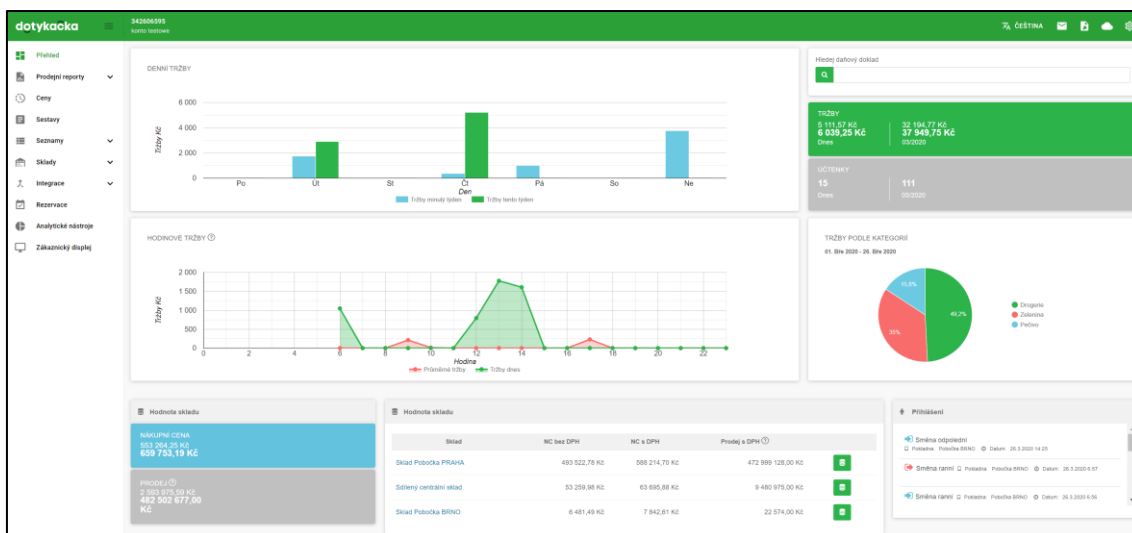 dotykačka
342606595
konto testowe
ČEŠTINA
Přehled
Prodejní reporty
Ceny
Sestavy
Seznamy
Sklady
Integrace
Rezervace
Analytické nástroje
Zákaznický displej
DENNÍ TRŽBY
Tržby Kč
6 000
4 000
2 000
0
Po Út St Čt Pá So Ne
Den
Tržby minulý týden Tržby tento týden
Hledej daňový doklad
TRŽBY
5 111,57 Kč 32 194,77 Kč
6 039,25 Kč 37 949,75 Kč
Dnes 03/2020
ÚČTENKY
15 111
Dnes 03/2020
HODINOVÉ TRŽBY
Tržby Kč
2 000
1 500
1 000
500
0
0 2 4 6 8 10 12 14 16 18 20 22
Hodina
Průměrné tržby Tržby dnes
TRŽBY PODLE KATEGORIÍ
01. Bře 2020 - 26. Bře 2020
15,8%
49,2%
35%
Drogerie
Zelenina
Pečivo
Hodnota skladu
NÁKUPNÍ CENA
553 264,25 Kč
659 753,19 Kč
PRODEJ
2 593 975,59 Kč
482 502 677,00
Kč
Hodnota skladu
Sklad NC bez DPH NC s DPH Prodej s DPH
Sklad Pobočka PRAHA 493 522,78 Kč 588 214,70 Kč 472 999 128,00 Kč
Sdílený centrální sklad 53 259,98 Kč 63 695,88 Kč 9 480 975,00 Kč
Sklad Pobočka BRNO 6 481,49 Kč 7 842,61 Kč 22 574,00 Kč
Přihlášení
Směna odpolední
Pokladna: Pobočka BRNO Datum: 26.3.2020 14:25
Směna ranní Pokladna: Pobočka BRNO Datum: 26.3.2020 8:57
Směna ranní Pokladna: Pobočka BRNO Datum: 26.3.2020 6:56